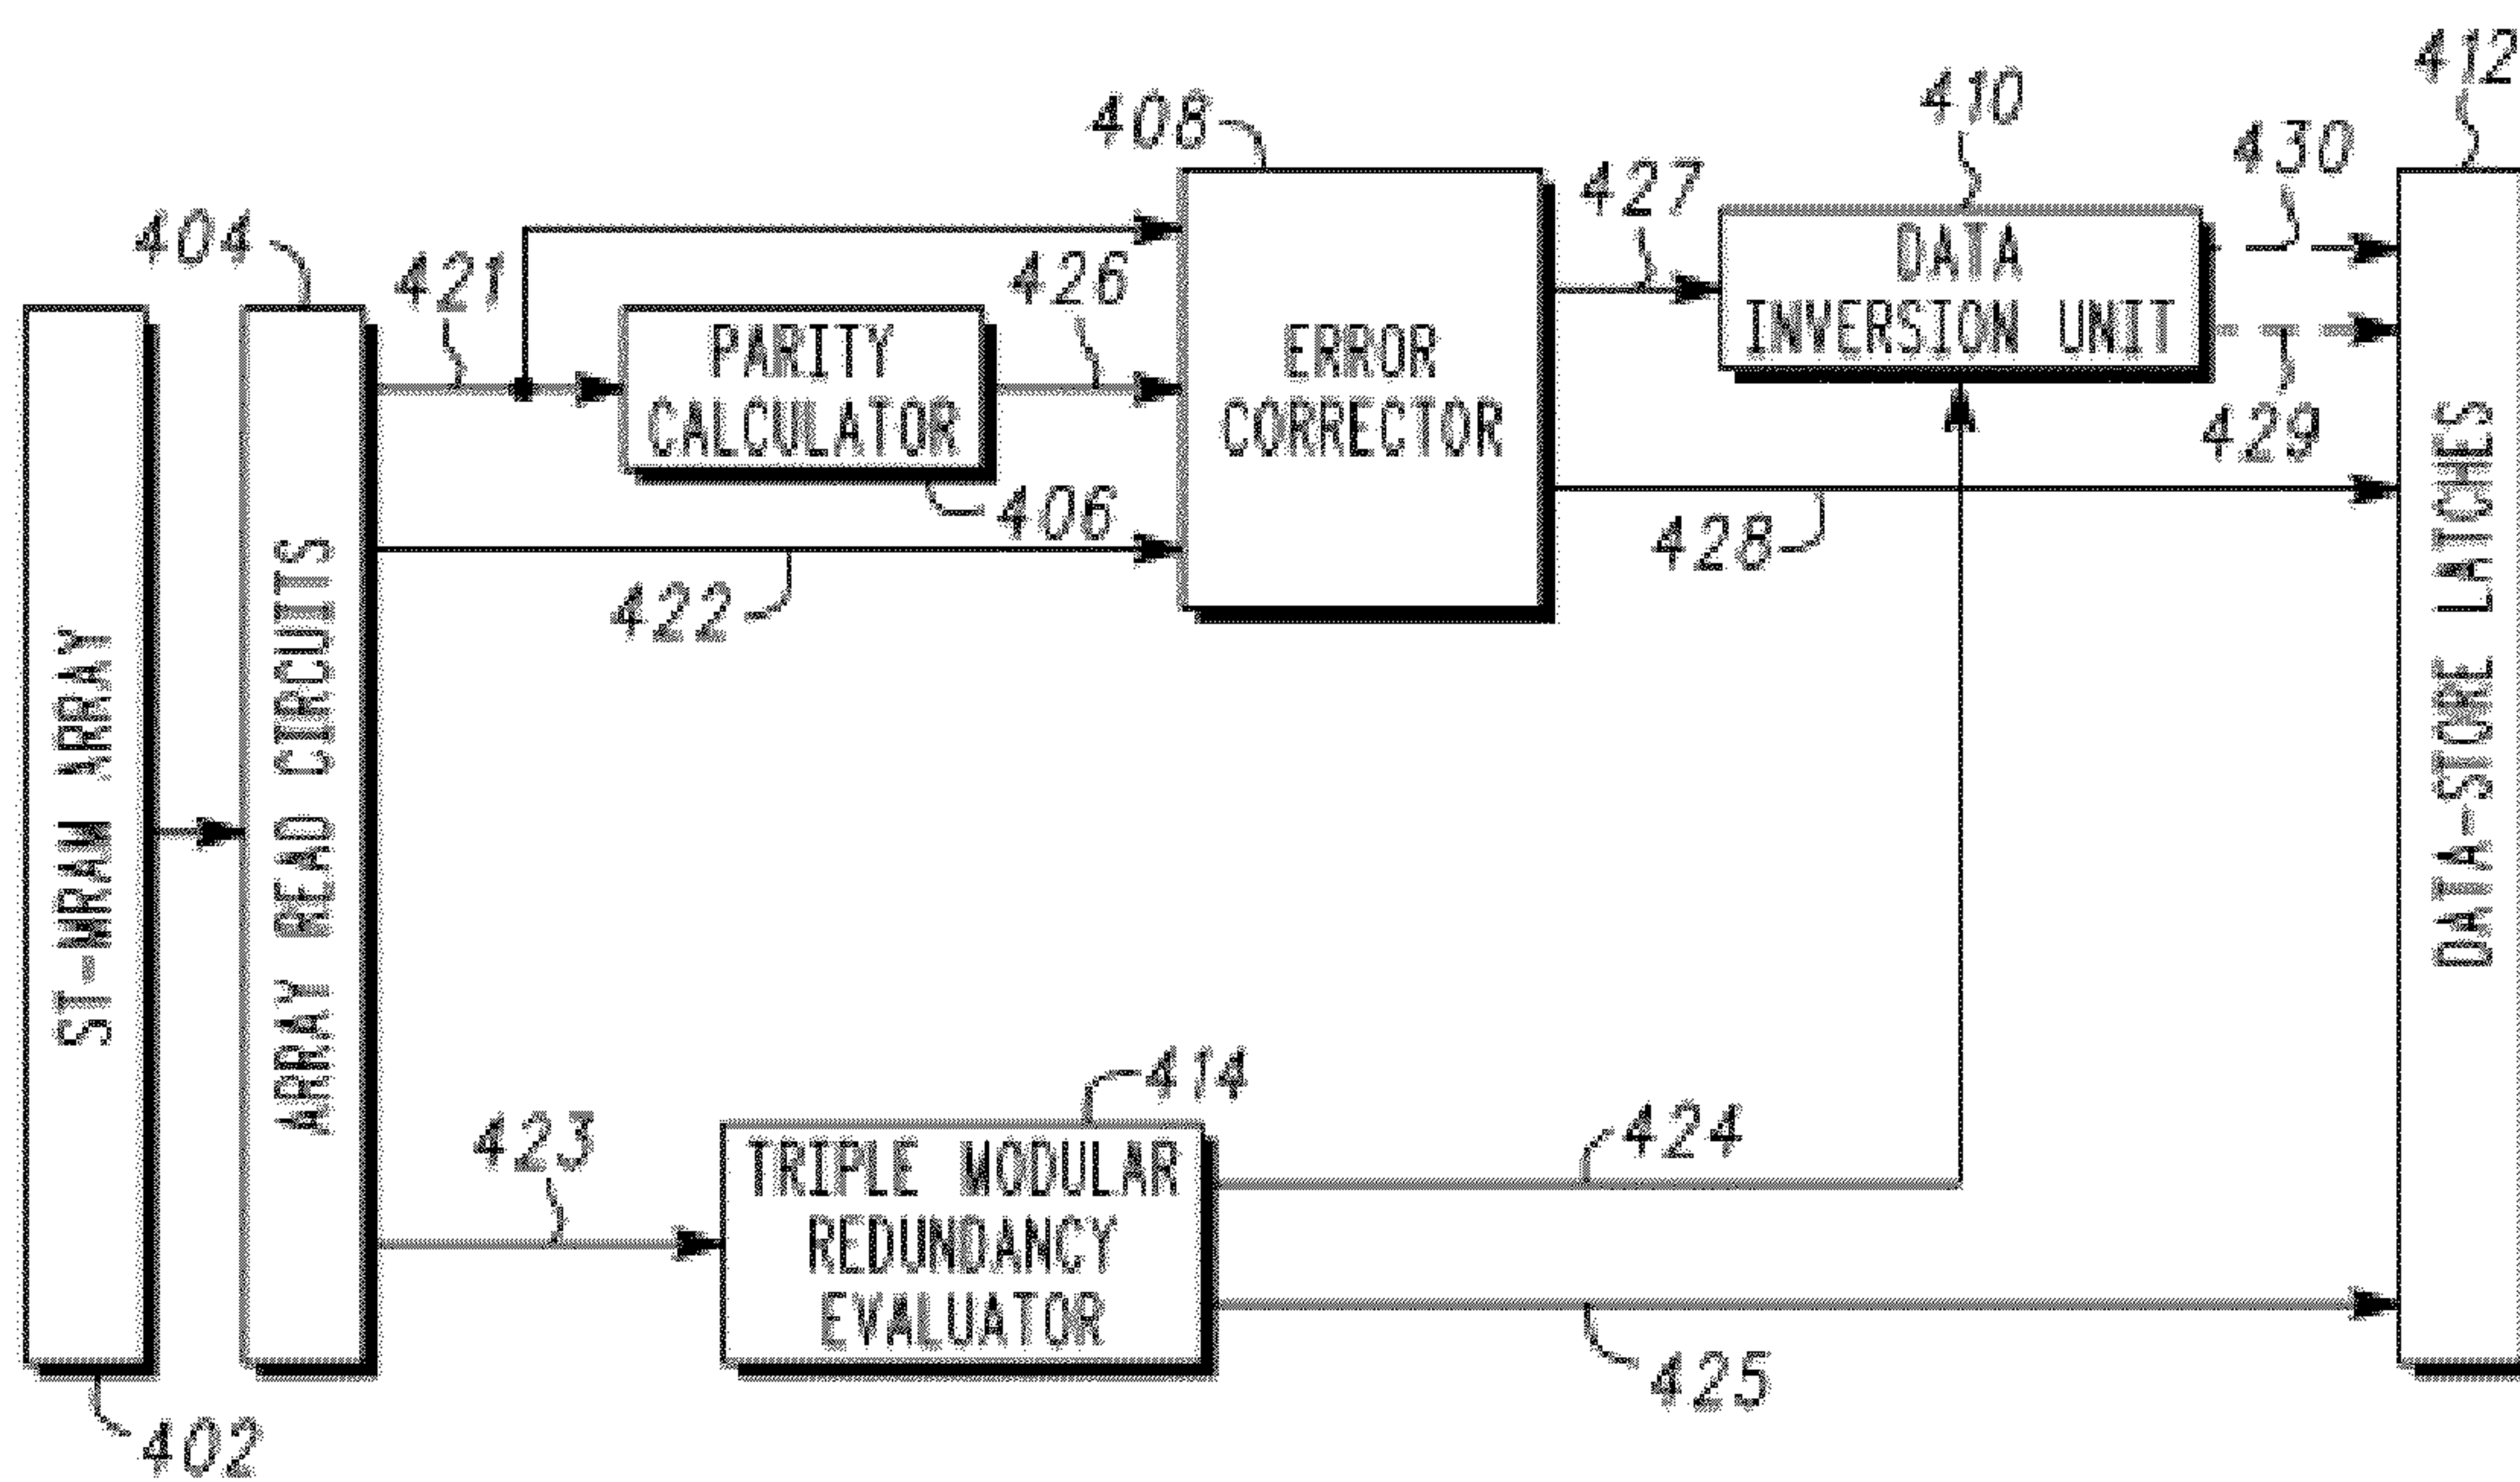 412
410
408
430
427
404
421
426
DATA
INVERSION UNIT
PARITY
CALCULATOR
ERROR
CORRECTOR
429
406
428
422
ST-MRAM ARRAY
ARRAY READ CIRCUITS
DATA-STORE LATCHES
414
423
424
TRIPLE MODULAR
REDUNDANCY
EVALUATOR
425
402